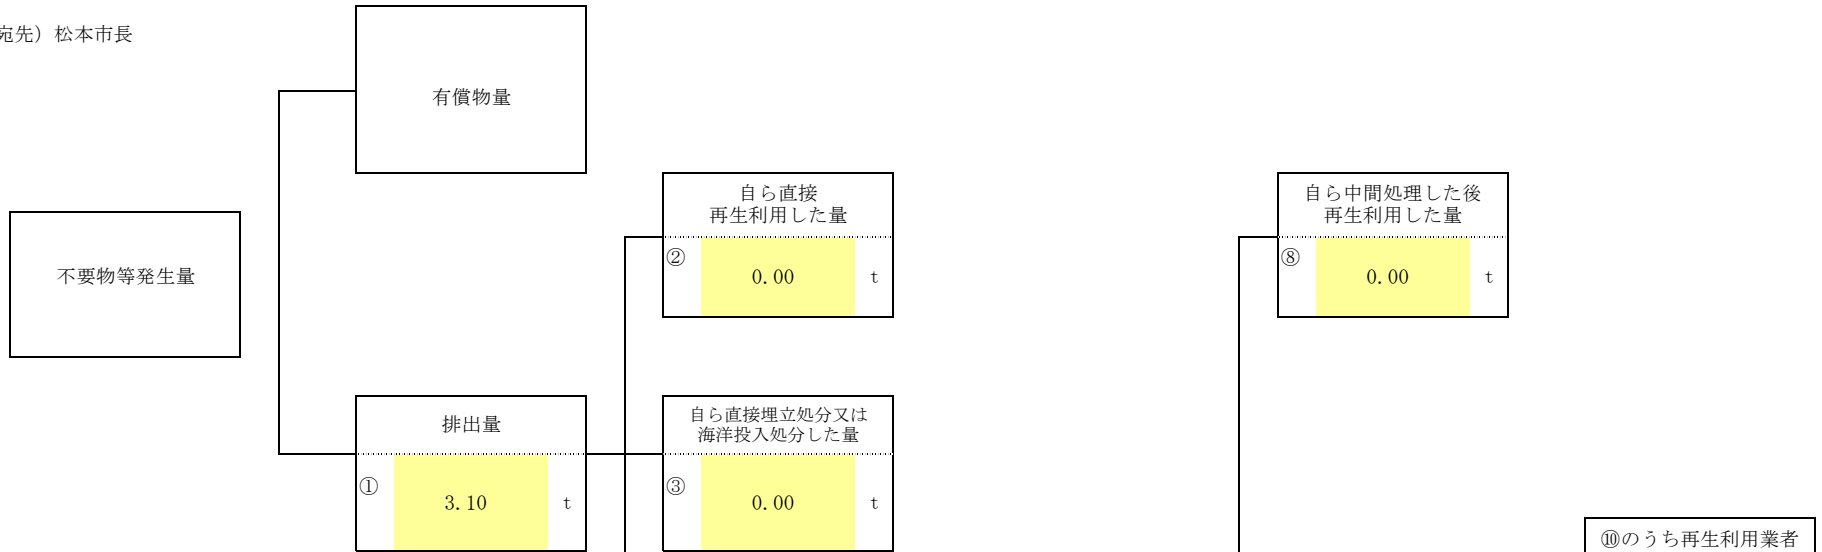 宛先）松本市長
有償物量
不要物等発生量
自ら直接
再生利用した量
② 0.00 t
自ら中間処理した後
再生利用した量
⑧ 0.00 t
排出量
① 3.10 t
自ら直接埋立処分又は
海洋投入処分した量
③ 0.00 t
⑩のうち再生利用業者